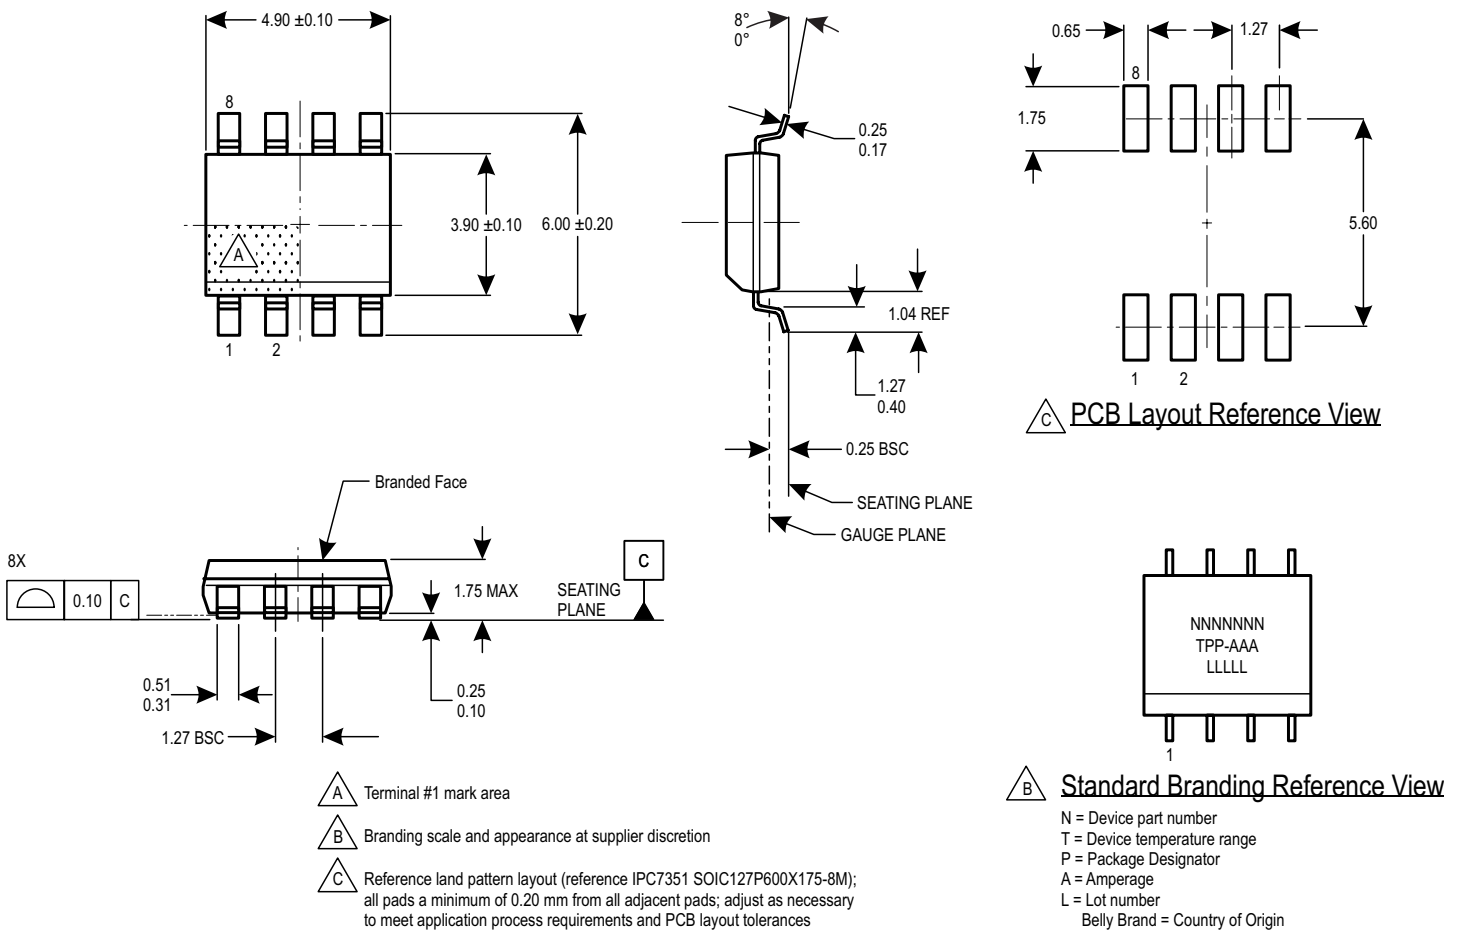 4.90 ±0.10
8
A
3.90 ±0.10
6.00 ±0.20
1
2
8°
0°
0.25
0.17
1.04 REF
1.27
0.40
0.25 BSC
SEATING PLANE
GAUGE PLANE
0.65
1.27
8
1.75
5.60
1
2
C
PCB Layout Reference View
Branded Face
8X
0.10
C
1.75 MAX
SEATING
PLANE
C
0.51
0.31
0.25
0.10
1.27 BSC
NNNNNNN
TPP-AAA
LLLLL
1
B
Standard Branding Reference View
N = Device part number
T = Device temperature range
P = Package Designator
A = Amperage
L = Lot number
Belly Brand = Country of Origin
A Terminal #1 mark area
B Branding scale and appearance at supplier discretion
C Reference land pattern layout (reference IPC7351 SOIC127P600X175-8M);
all pads a minimum of 0.20 mm from all adjacent pads; adjust as necessary
to meet application process requirements and PCB layout tolerances